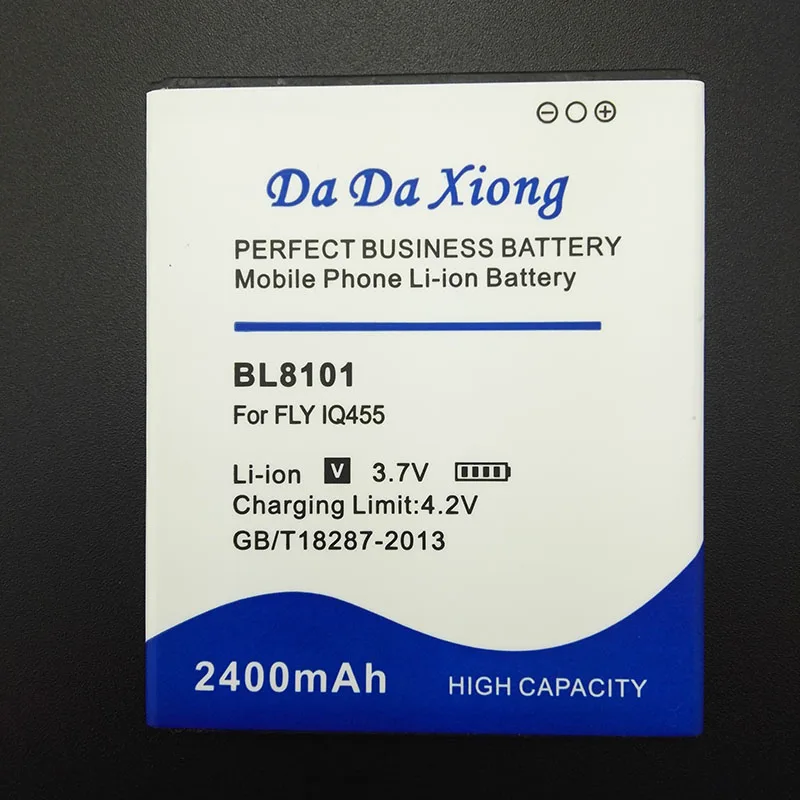 ⊖○⊕
Da Da Xiong
PERFECT BUSINESS BATTERY
Mobile Phone Li-ion Battery
BL8101
For FLY IQ455
Li-ion V 3.7V
Charging Limit:4.2V
GB/T18287-2013
2400mAh HIGH CAPACITY